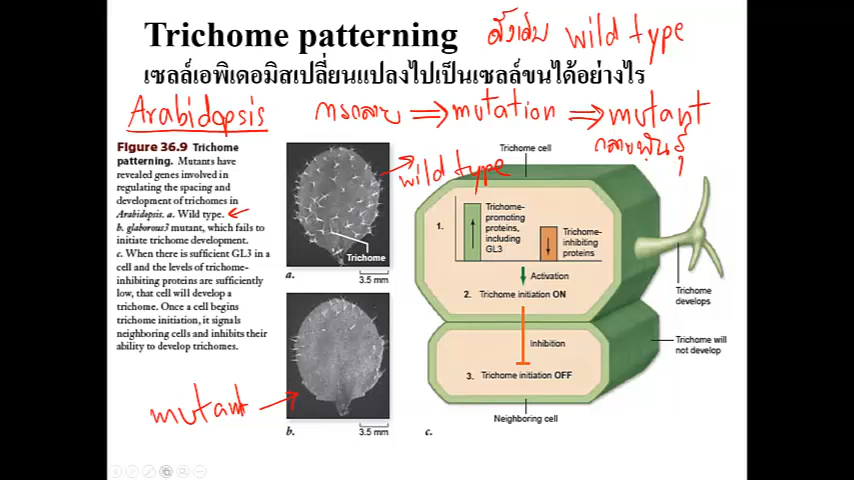 Trichome patterning
ดั้งเดิม wild type
เซลล์เอพิเดอมิสเปลี่ยนแปลงไปเป็นเซลล์ขนได้อย่างไร
Arabidopsis
การกลาย ⇒ mutation ⇒ mutant
กลายพันธุ์
Figure 36.9 Trichome
patterning. Mutants have
revealed genes involved in
regulating the spacing and
development of trichomes in
Arabidopsis. a. Wild type.
b. glaborous3 mutant, which fails to
initiate trichome development.
c. When there is sufficient GL3 in a
cell and the levels of trichome-
inhibiting proteins are sufficiently
low, that cell will develop a
trichome. Once a cell begins
trichome initiation, it signals
neighboring cells and inhibits their
ability to develop trichomes.
wild type
Trichome
a.
3.5 mm
mutant
b.
3.5 mm
Trichome cell
1.
Trichome-
promoting
proteins,
including
GL3
Trichome-
inhibiting
proteins
Activation
2. Trichome initiation ON
Trichome
develops
Inhibition
Trichome will
not develop
3. Trichome initiation OFF
Neighboring cell
c.